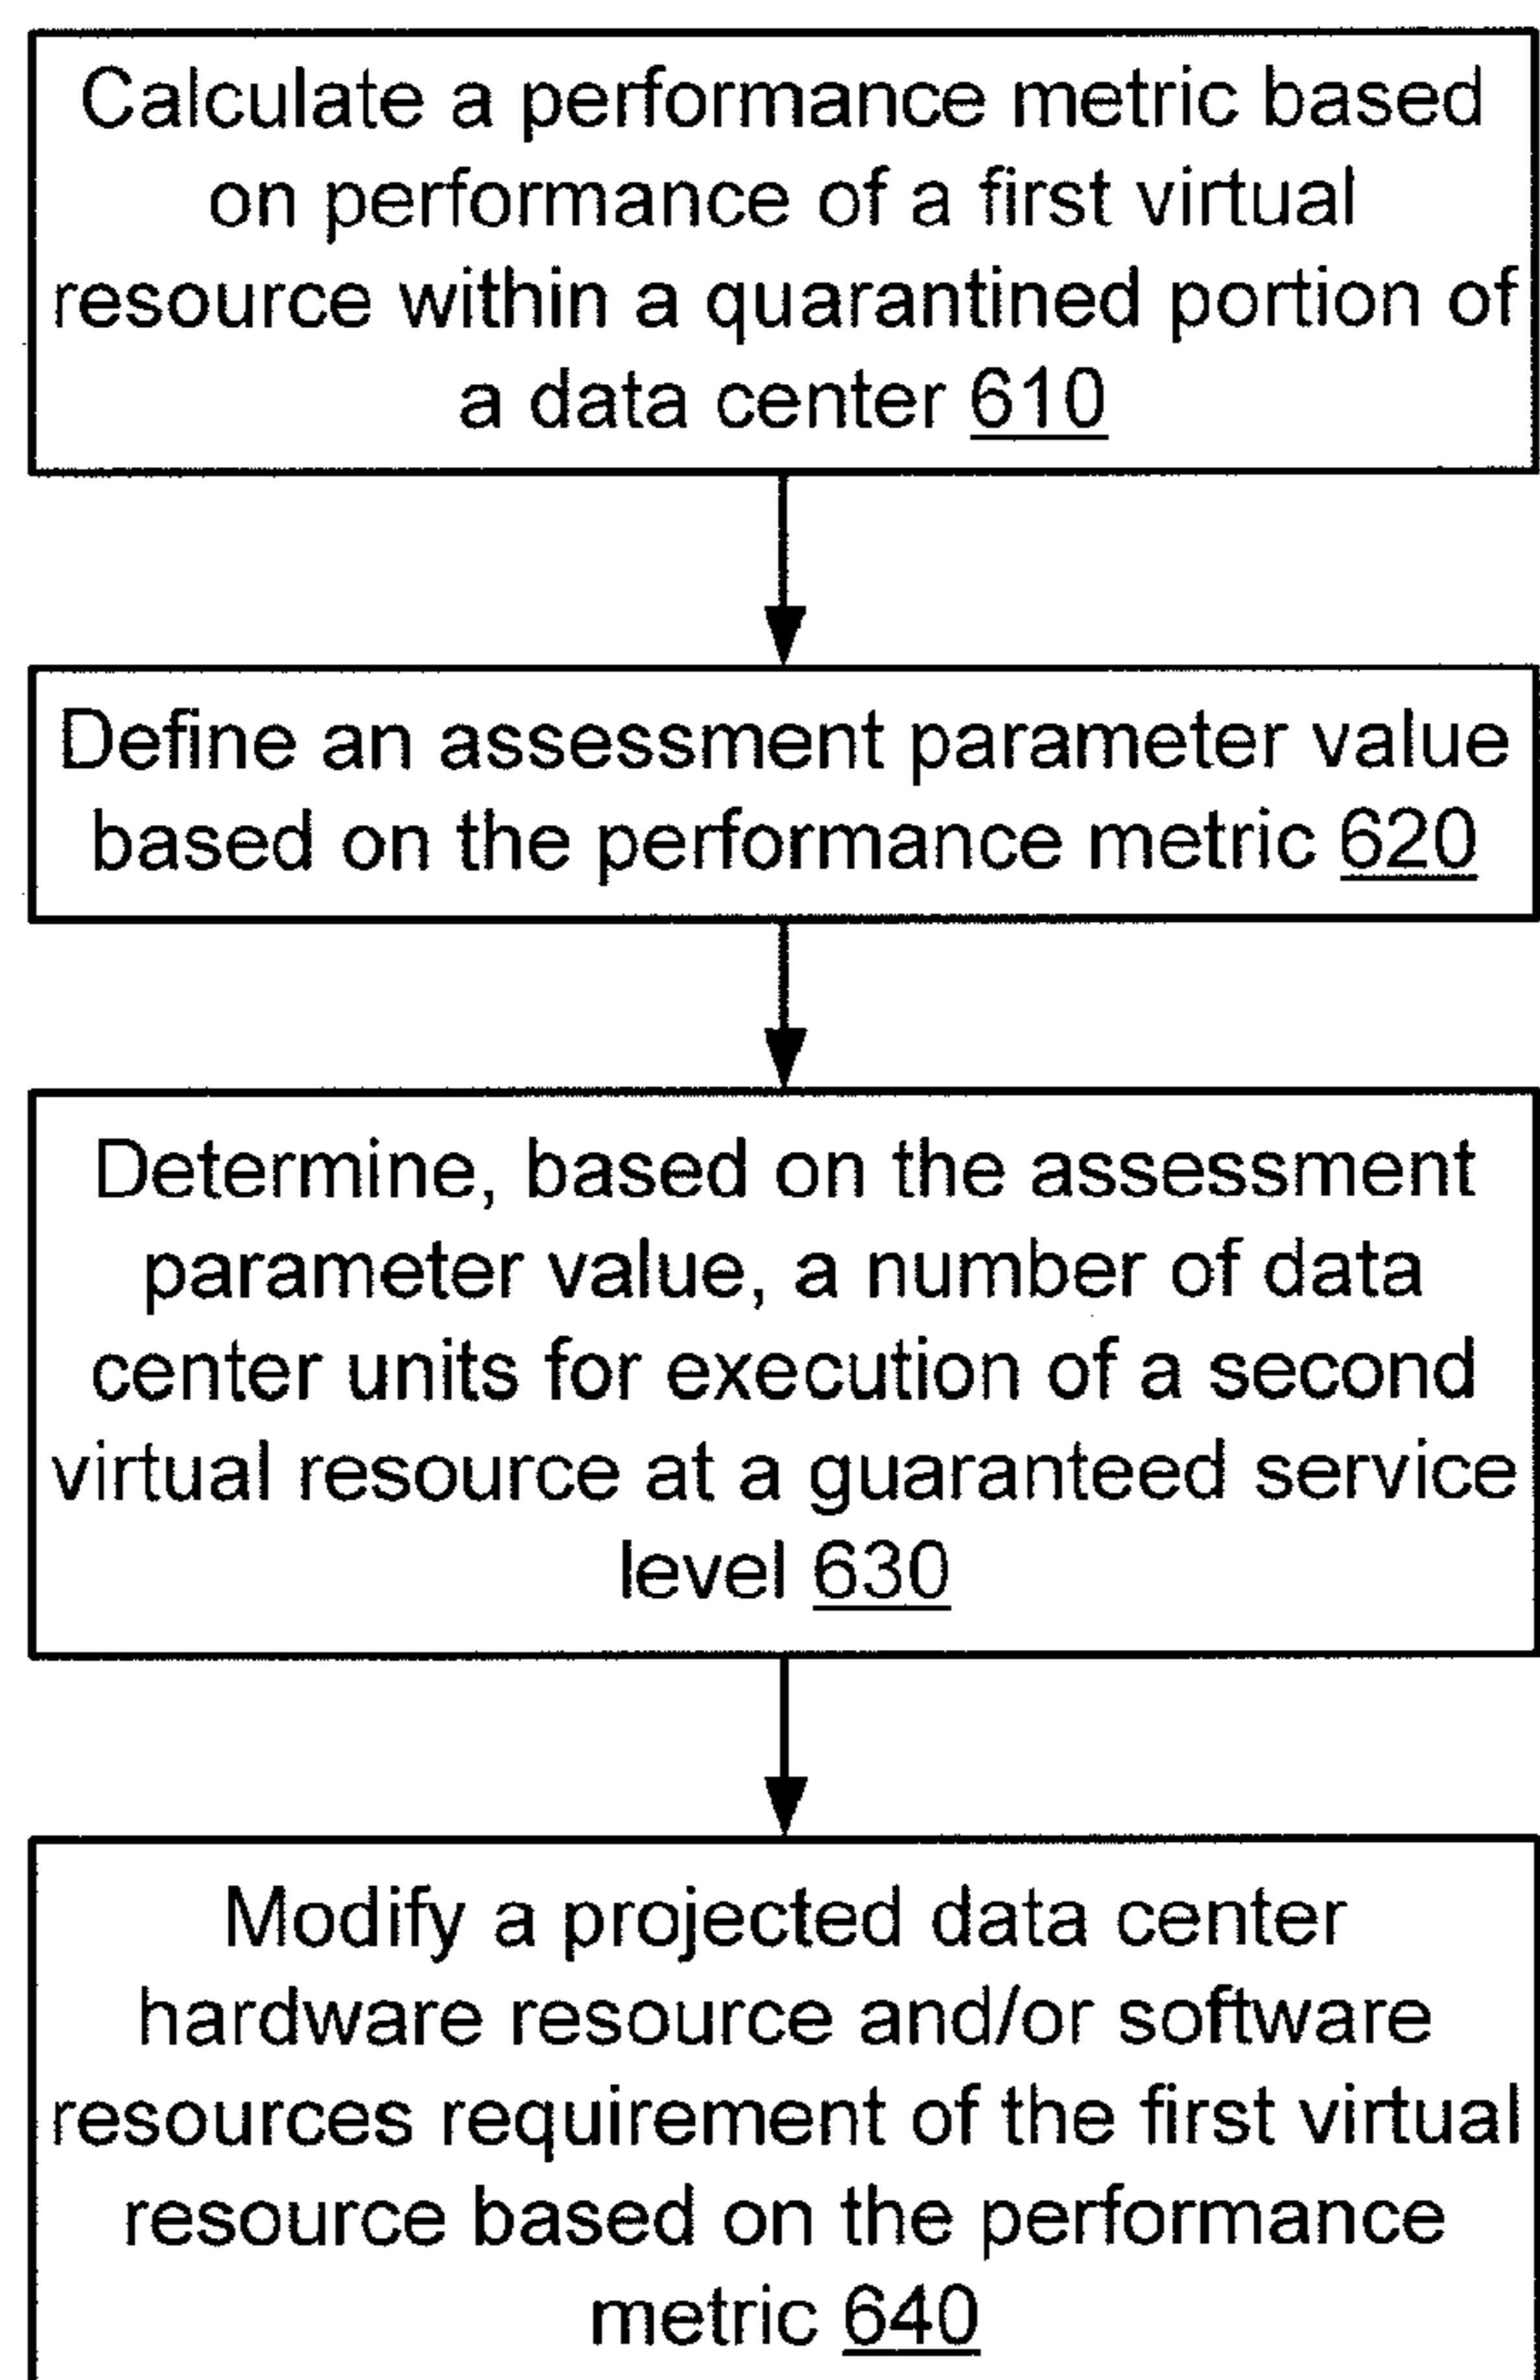 Calculate a performance metric based
on performance of a first virtual
resource within a quarantined portion of
a data center 610
Define an assessment parameter value
based on the performance metric 620
Determine, based on the assessment
parameter value, a number of data
center units for execution of a second
virtual resource at a guaranteed service
level 630
Modify a projected data center
hardware resource and/or software
resources requirement of the first virtual
resource based on the performance
metric 640